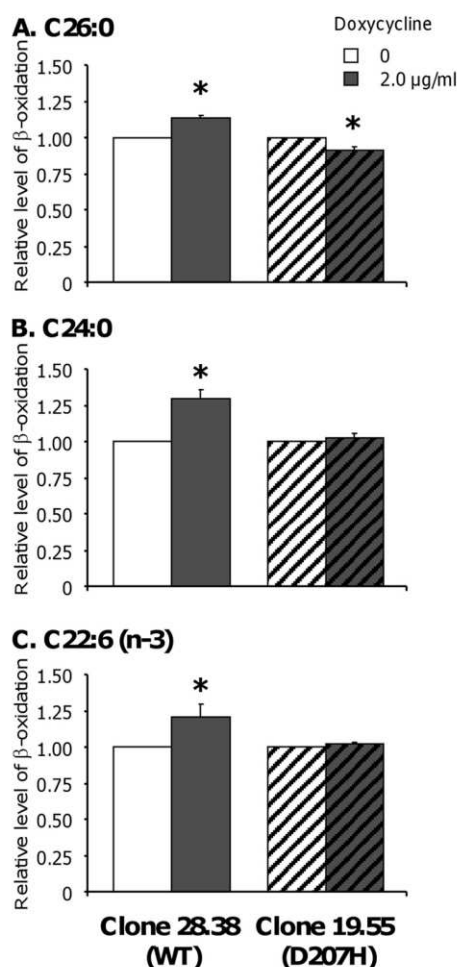 A. C26:0
Doxycycline
0
2.0 µg/ml
Relative level of β-oxidation
1.50
1.25
1.00
0.75
0.50
0.25
0
*
*
B. C24:0
Relative level of β-oxidation
1.50
1.25
1.00
0.75
0.50
0.25
0
*
C. C22:6 (n-3)
Relative level of β-oxidation
1.50
1.25
1.00
0.75
0.50
0.25
0
*
Clone 28.38 Clone 19.55
(WT) (D207H)